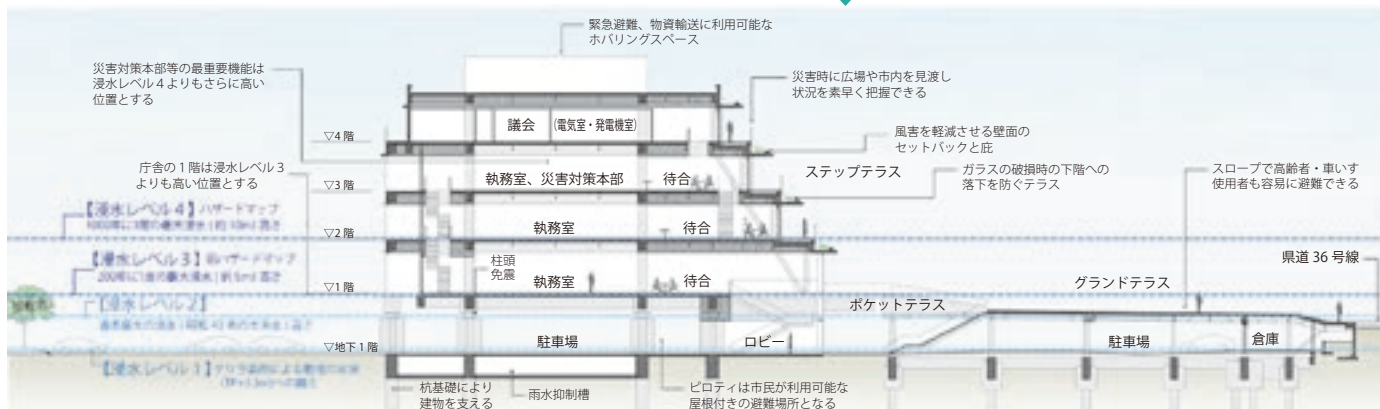 緊急避難、物資輸送に利用可能な
ホバリングスペース
災害対策本部等の最重要機能は
浸水レベル４よりもさらに高い
位置とする
災害時に広場や市内を見渡し
状況を素早く把握できる
議会
(電気室・発電機室)
▽4 階
風害を軽減させる壁面の
セットバックと庇
庁舎の 1 階は浸水レベル 3
よりも高い位置とする
ステップテラス
ガラスの破損時の下階への
落下を防ぐテラス
スロープで高齢者・車いす
使用者も容易に避難できる
▽3 階
執務室、災害対策本部
待合
【浸水レベル４】ハザードマップ
▽2 階
執務室
待合
【浸水レベル３】旧ハザードマップ
柱頭
免震
県道 36 号線
▽1 階
執務室
待合
グランドテラス
【浸水レベル２】
ポケットテラス
▽地下 1 階
駐車場
ロビー
駐車場
倉庫
【浸水レベル１】
杭基礎により
建物を支える
雨水抑制槽
ピロティは市民が利用可能な
屋根付きの避難場所となる